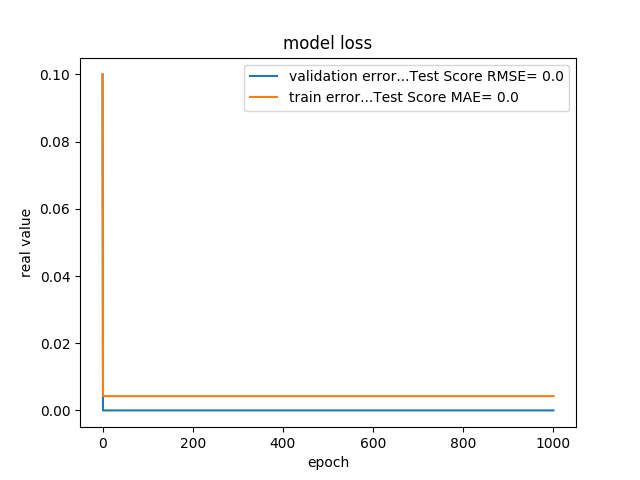 model loss
validation error...Test Score RMSE= 0.0
train error...Test Score MAE= 0.0
real value
0.10
0.08
0.06
0.04
0.02
0.00
0 200 400 600 800 1000
epoch